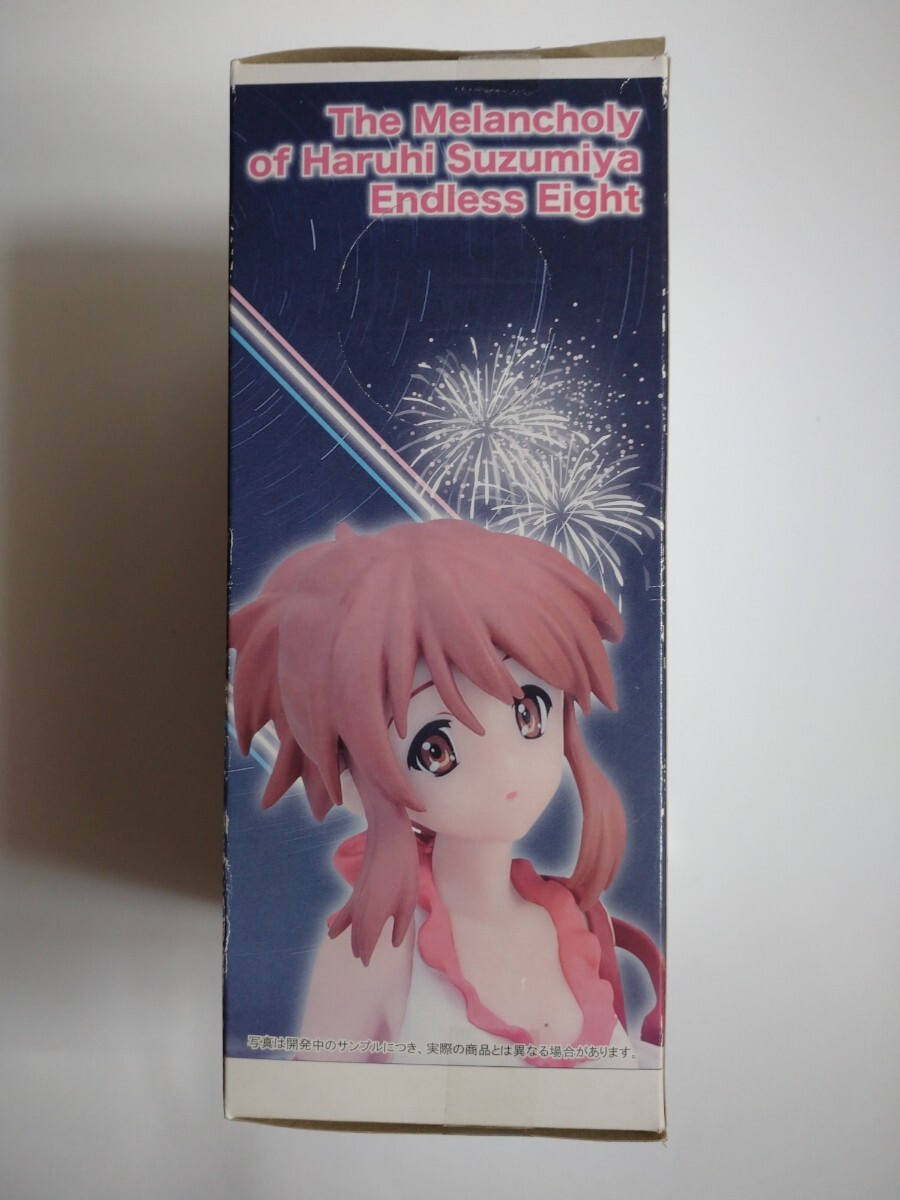 The Melancholy
of Haruhi Suzumiya
Endless Eight
写真は開発中のサンプルにつき、実際の商品とは異なる場合があります。